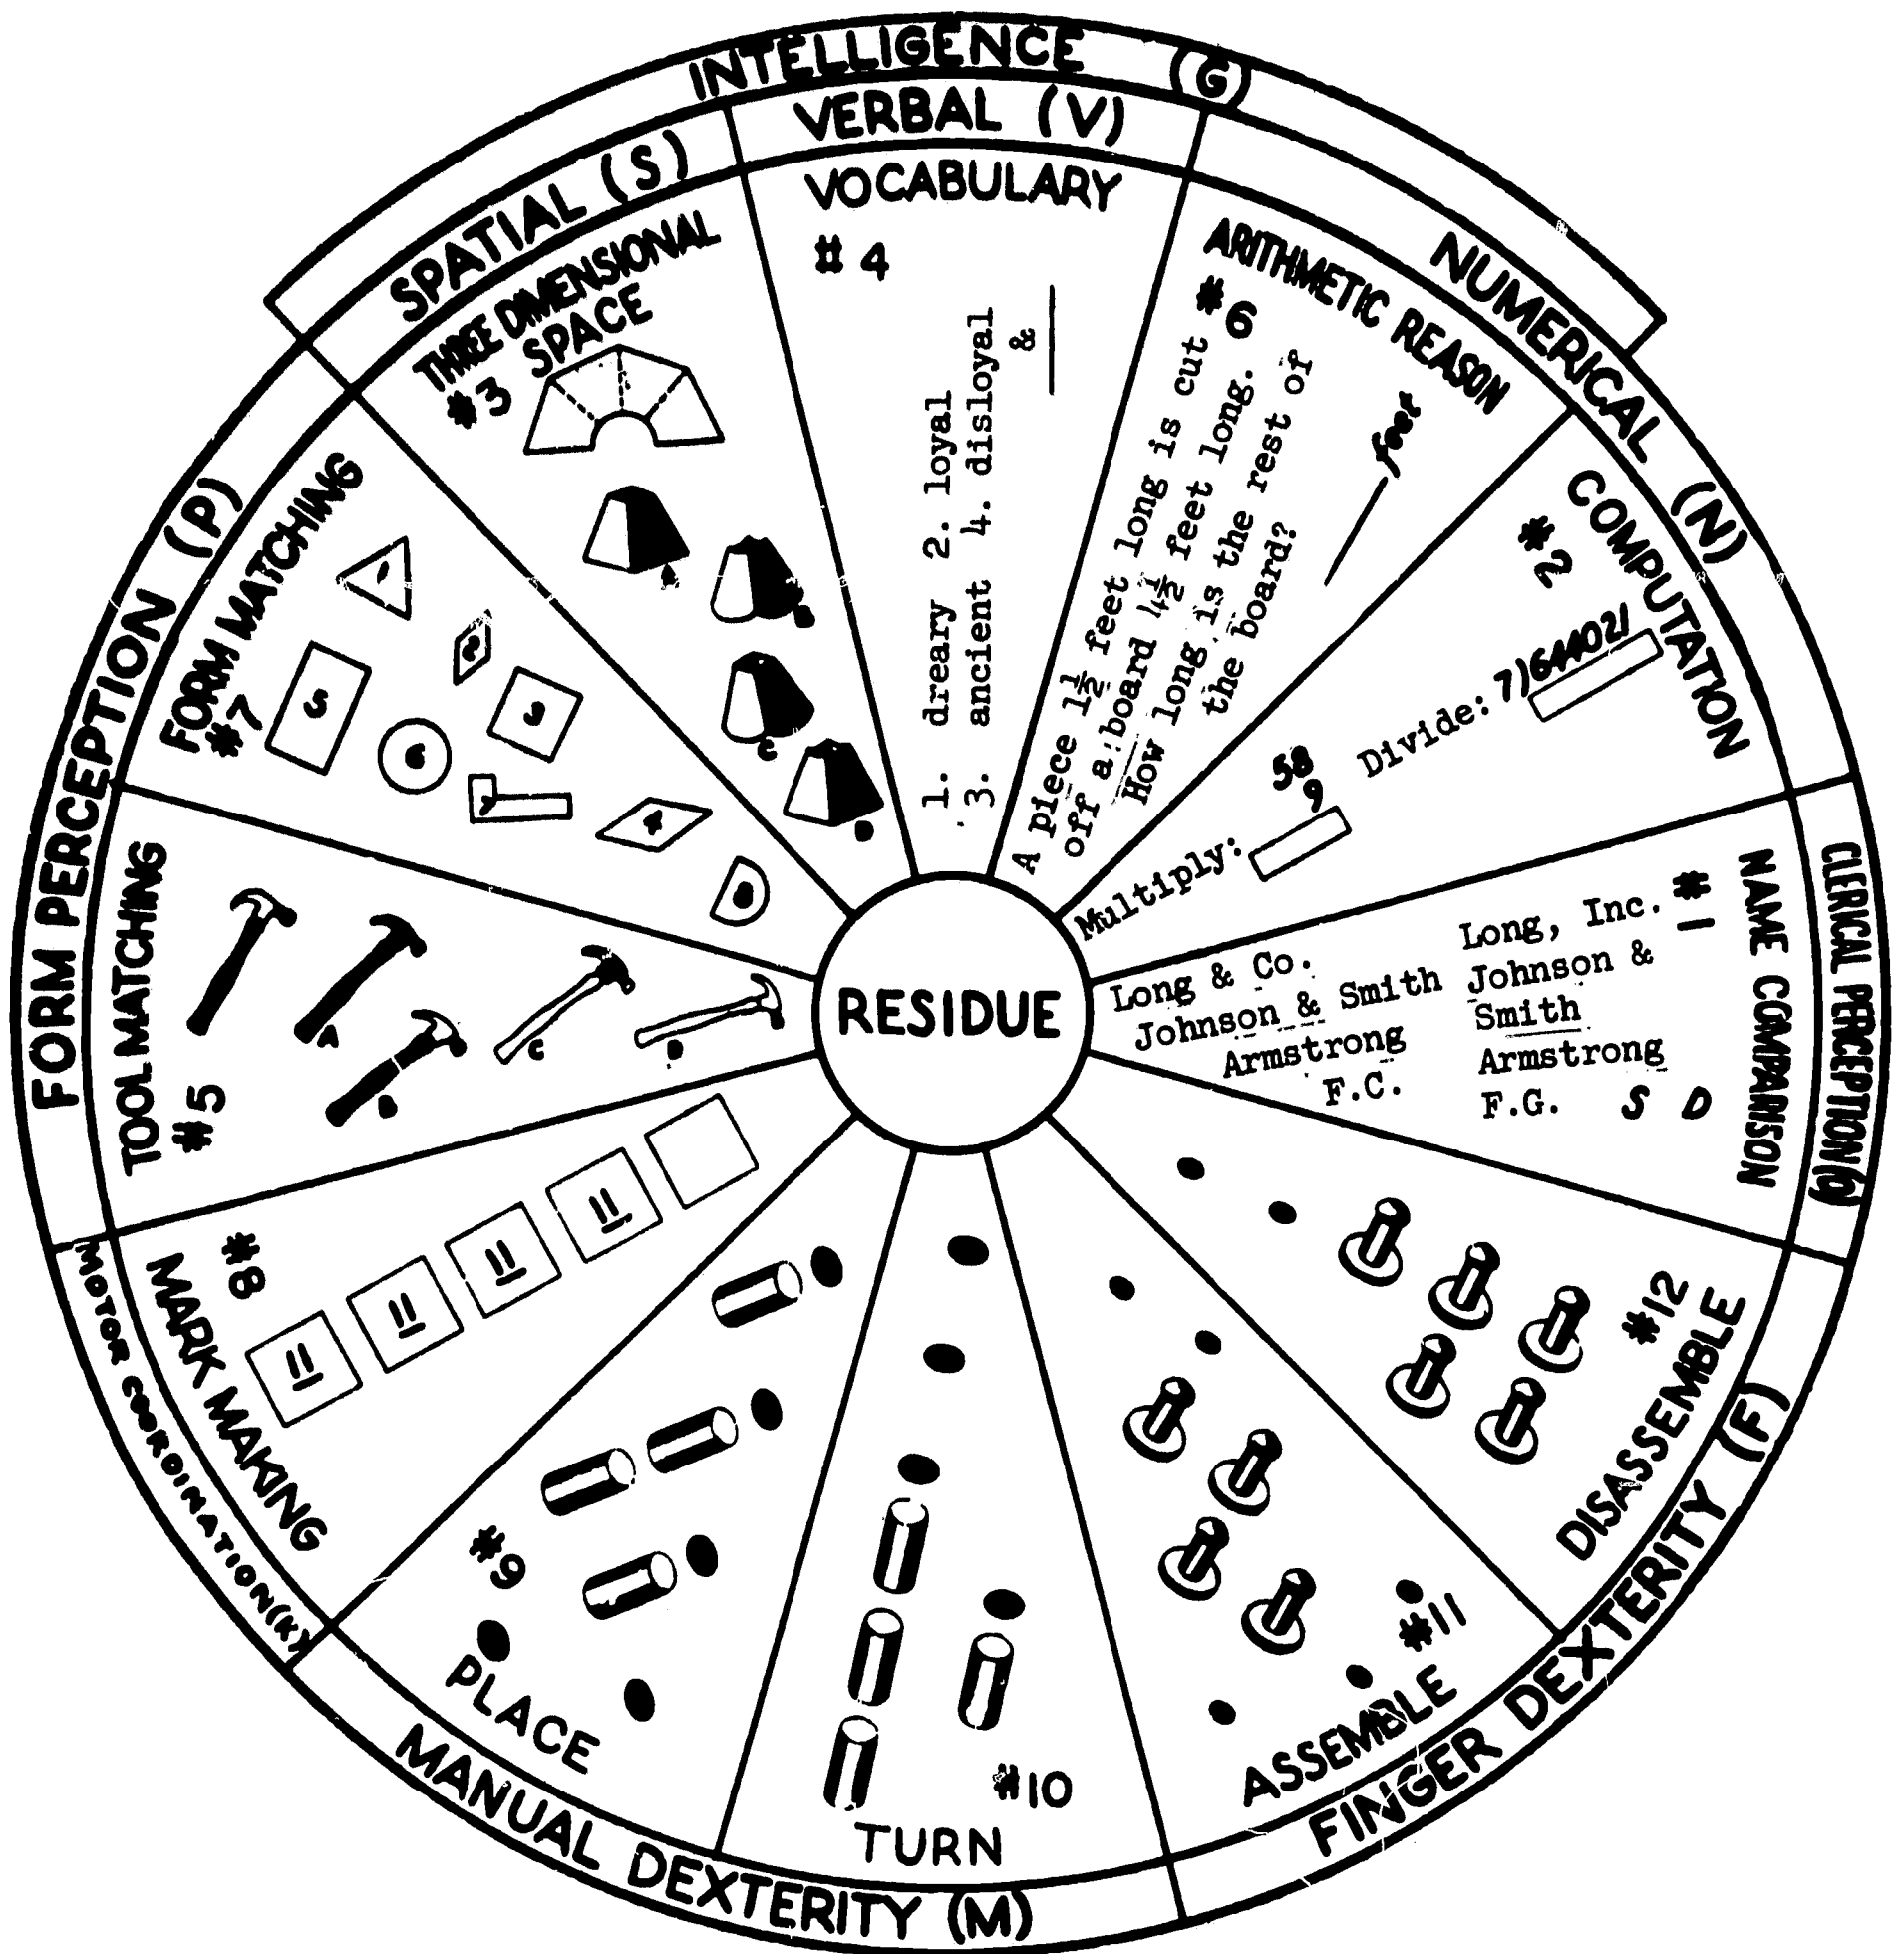 INTELLIGENCE (G)
VERBAL (V)
VOCABULARY
#4
1. dreary 2. loyal
3. ancient 4. disloyal
&
NUMERICAL (N)
ARITHMETIC REASON
#6
A piece 1½ feet long is cut
off a board 4½ feet long.
How long is the rest of
the board?
COMPUTATION
#2
Multiply:
58
9
Divide: 7)644021
CLERICAL PERCEPTION (Q)
NAME COMPARISON
#1
Long & Co.
Long, Inc.
Johnson & Smith
Johnson &
Smith
Armstrong
Armstrong
F.C.
F.G.
S D
FINGER DEXTERITY (F)
DISASSEMBLE
#12
ASSEMBLE
#11
MANUAL DEXTERITY (M)
TURN
#10
PLACE
#9
MOTOR COORDINATION (K)
MARK MAKING
#8
FORM PERCEPTION (P)
TOOL MATCHING
#5
A
C
D
FORM MATCHING
#7
SPATIAL (S)
THREE DIMENSIONAL
SPACE
#3
C
RESIDUE